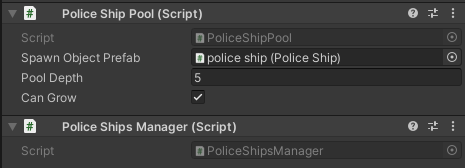 Police Ship Pool (Script)
Script PoliceShipPool
Spawn Object Prefab police ship (Police Ship)
Pool Depth 5
Can Grow
Police Ships Manager (Script)
Script PoliceShipsManager